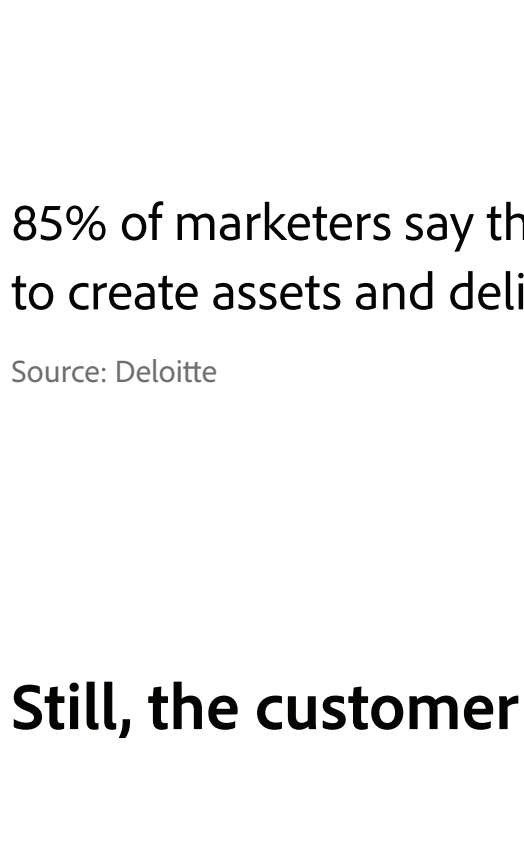 85% of marketers say th
to create assets and deli
Source: Deloitte
Still, the customer